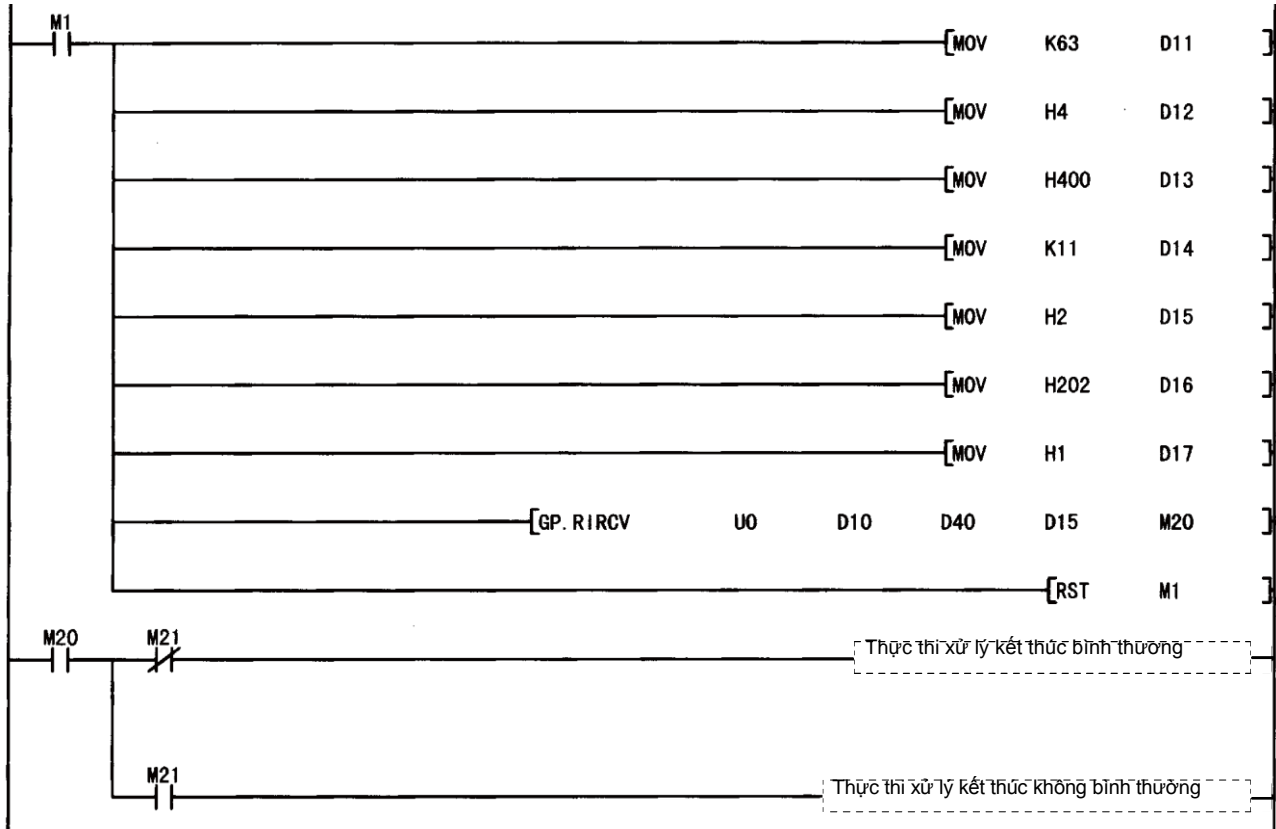 M1
[MOV K63 D11 ]
[MOV H4 D12 ]
[MOV H400 D13 ]
[MOV K11 D14 ]
[MOV H2 D15 ]
[MOV H202 D16 ]
[MOV H1 D17 ]
[GP.RIRCV U0 D10 D40 D15 M20 ]
[RST M1 ]
M20 M21
Thực thi xử lý kết thúc bình thường
M21
Thực thi xử lý kết thúc không bình thường